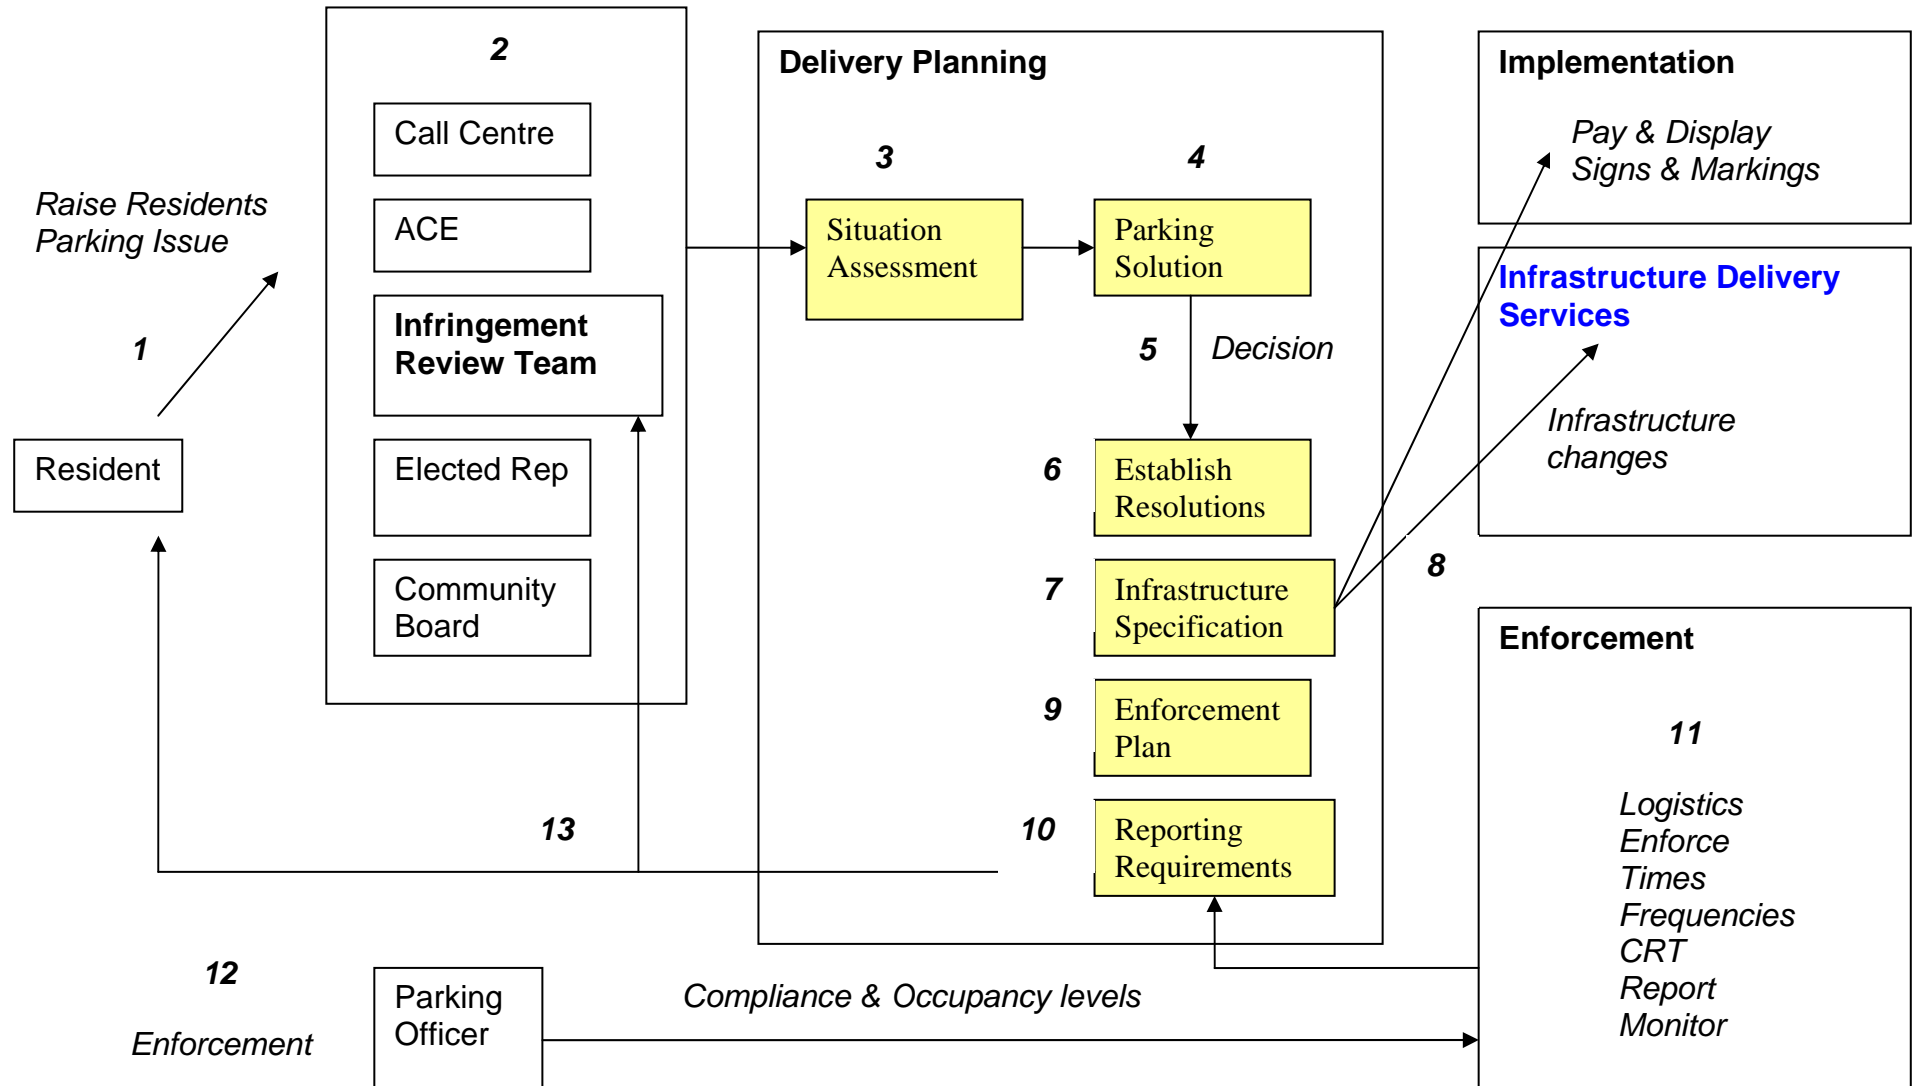 2
Call Centre
ACE
Infringement
Review Team
Elected Rep
Community
Board
Raise Residents
Parking Issue
1
Resident
Delivery Planning
3
4
Situation
Assessment
Parking
Solution
5
Decision
6
Establish
Resolutions
7
Infrastructure
Specification
8
9
Enforcement
Plan
10
Reporting
Requirements
Implementation
Pay & Display
Signs & Markings
Infrastructure Delivery
Services
Infrastructure
changes
Enforcement
11
Logistics
Enforce
Times
Frequencies
CRT
Report
Monitor
13
12
Enforcement
Parking
Officer
Compliance & Occupancy levels